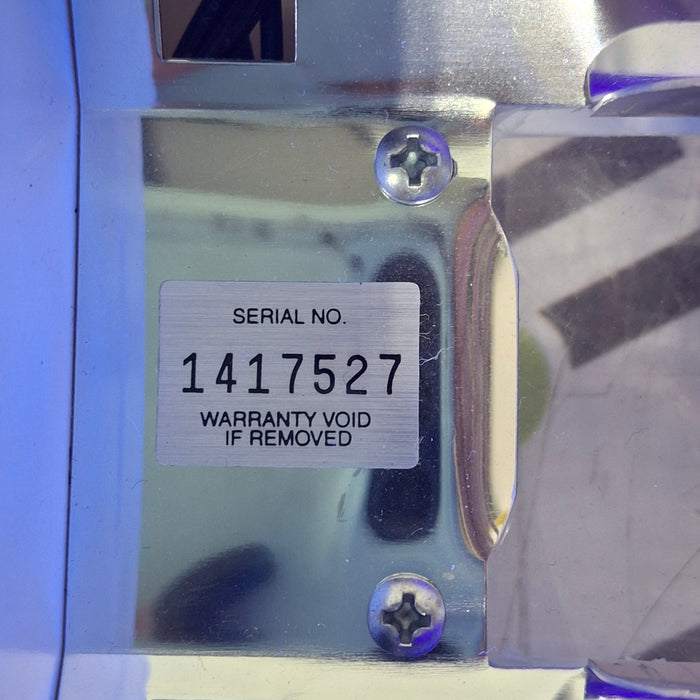 SERIAL NO.
1417527
WARRANTY VOID
IF REMOVED